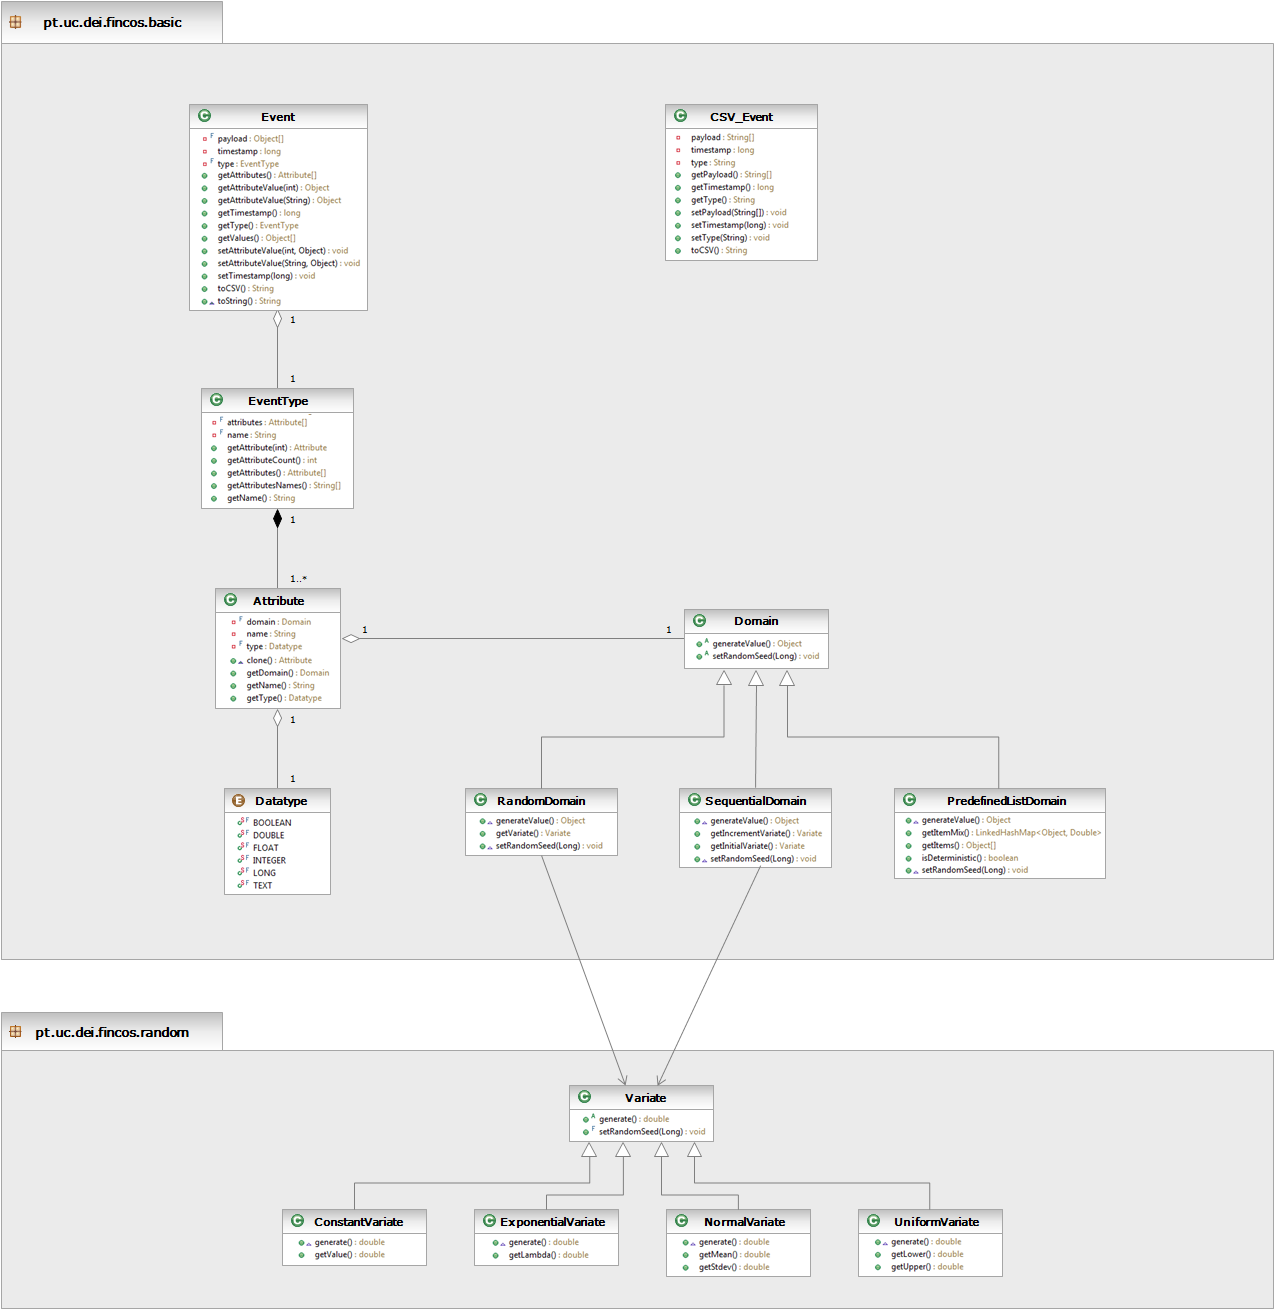 pt.uc.dei.fincos.basic
Event
F payload : Object[]
timestamp : long
F type : EventType
getAttributes() : Attribute[]
getAttributeValue(int) : Object
getAttributeValue(String) : Object
getTimestamp() : long
getType() : EventType
getValues() : Object[]
setAttributeValue(int, Object) : void
setAttributeValue(String, Object) : void
setTimestamp(long) : void
toCSV() : String
toString() : String
CSV_Event
payload : String[]
timestamp : long
type : String
getPayload() : String[]
getTimestamp() : long
getType() : String
setPayload(String[]) : void
setTimestamp(long) : void
setType(String) : void
toCSV() : String
1
1
EventType
F attributes : Attribute[]
F name : String
getAttribute(int) : Attribute
getAttributeCount() : int
getAttributes() : Attribute[]
getAttributesNames() : String[]
getName() : String
1
1..*
Attribute
F domain : Domain
name : String
F type : Datatype
clone() : Attribute
getDomain() : Domain
getName() : String
getType() : Datatype
1
1
Domain
A generateValue() : Object
A setRandomSeed(Long) : void
1
1
Datatype
SF BOOLEAN
SF DOUBLE
SF FLOAT
SF INTEGER
SF LONG
SF TEXT
RandomDomain
generateValue() : Object
getVariate() : Variate
setRandomSeed(Long) : void
SequentialDomain
generateValue() : Object
getIncrementVariate() : Variate
getInitialVariate() : Variate
setRandomSeed(Long) : void
PredefinedListDomain
generateValue() : Object
getItemMix() : LinkedHashMap<Object, Double>
getItems() : Object[]
isDeterministic() : boolean
setRandomSeed(Long) : void
pt.uc.dei.fincos.random
Variate
A generate() : double
F setRandomSeed(Long) : void
ConstantVariate
generate() : double
getValue() : double
ExponentialVariate
generate() : double
getLambda() : double
NormalVariate
generate() : double
getMean() : double
getStdev() : double
UniformVariate
generate() : double
getLower() : double
getUpper() : double